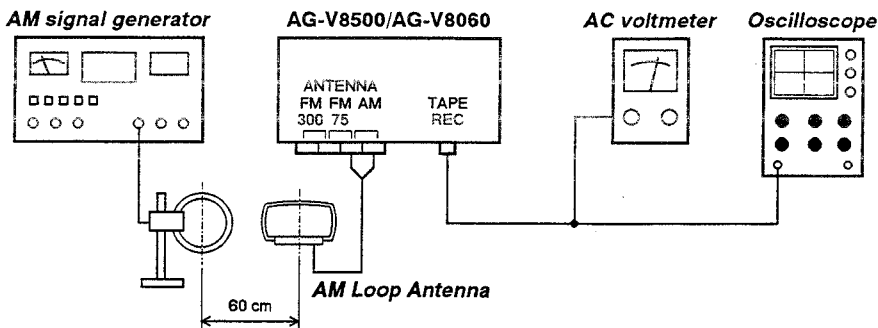 AM signal generator
AG-V8500/AG-V8060
AC voltmeter
Oscilloscope
ANTENNA
FM FM AM
300 75
TAPE
REC
AM Loop Antenna
60 cm